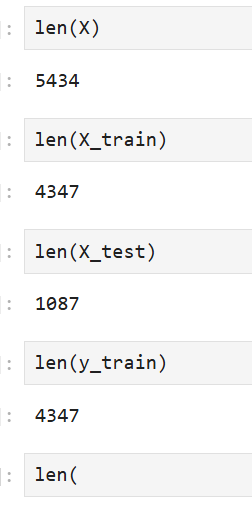 : len(X)
: 5434
: len(X_train)
: 4347
: len(X_test)
: 1087
: len(y_train)
: 4347
: len(